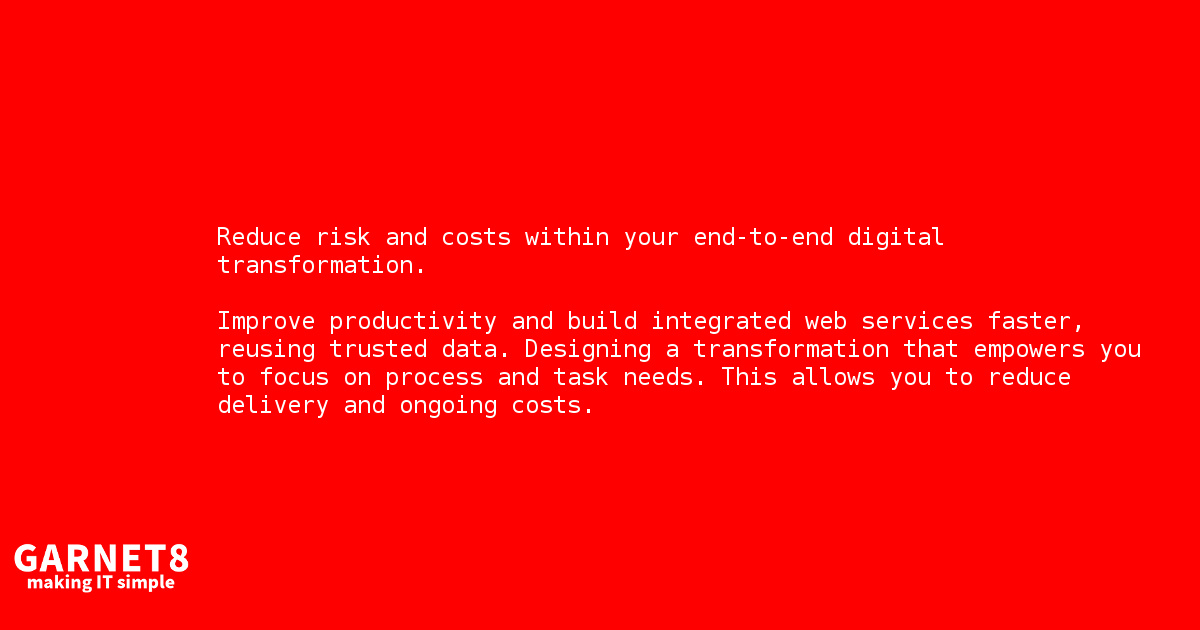 Reduce risk and costs within your end-to-end digital
transformation.
Improve productivity and build integrated web services faster,
reusing trusted data. Designing a transformation that empowers you
to focus on process and task needs. This allows you to reduce
delivery and ongoing costs.
GARNET8
making IT simple